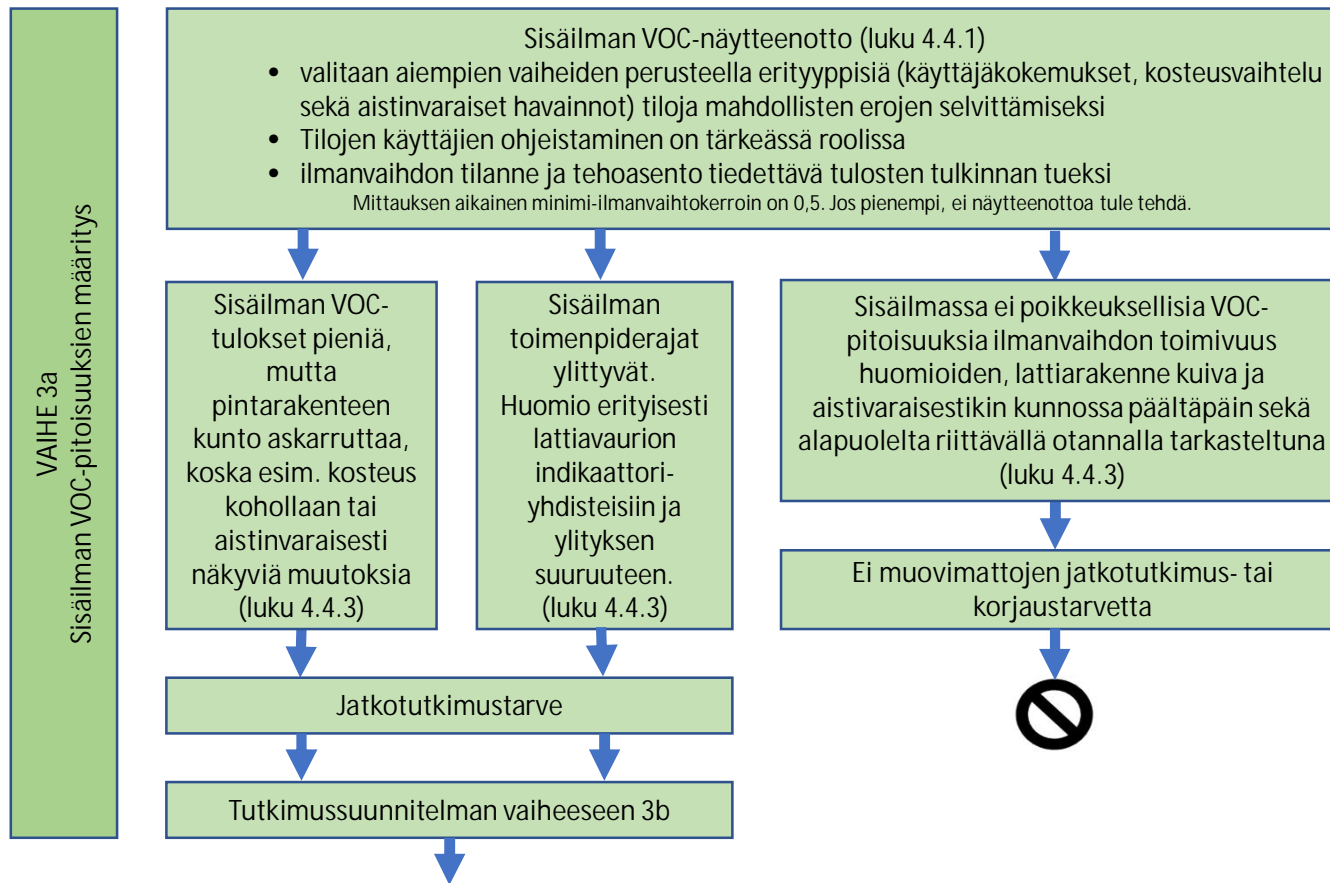 VAIHE 3a
Sisäilman VOC-pitoisuuksien määritys
Sisäilman VOC-näytteenotto (luku 4.4.1)
• valitaan aiempien vaiheiden perusteella erityyppisiä (käyttäjäkokemukset, kosteusvaihtelu
sekä aistinvaraiset havainnot) tiloja mahdollisten erojen selvittämiseksi
• Tilojen käyttäjien ohjeistaminen on tärkeässä roolissa
• ilmanvaihdon tilanne ja tehoasento tiedettävä tulosten tulkinnan tueksi
Mittauksen aikainen minimi-ilmanvaihtokerroin on 0,5. Jos pienempi, ei näytteenottoa tule tehdä.
Sisäilman VOC-
tulokset pieniä,
mutta
pintarakenteen
kunto askarruttaa,
koska esim. kosteus
kohollaan tai
aistinvaraisesti
näkyviä muutoksia
(luku 4.4.3)
Sisäilman
toimenpiderajat
ylittyvät.
Huomio erityisesti
lattiavaurion
indikaattori-
yhdisteisiin ja
ylityksen
suuruuteen.
(luku 4.4.3)
Sisäilmassa ei poikkeuksellisia VOC-
pitoisuuksia ilmanvaihdon toimivuus
huomioiden, lattiarakenne kuiva ja
aistivaraisestikin kunnossa päältäpäin sekä
alapuolelta riittävällä otannalla tarkasteltuna
(luku 4.4.3)
Ei muovimattojen jatkotutkimus- tai
korjaustarvetta
Jatkotutkimustarve
Tutkimussuunnitelman vaiheeseen 3b